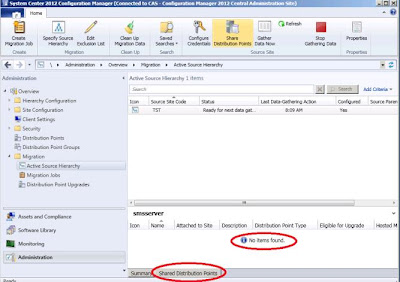 System Center 2012 Configuration Manager (Connected to CAS - Configuration Manager 2012 Central Administration Site)
Home
Create Migration Job
Specify Source Hierarchy
Edit Exclusion List
Clean Up Migration Data
Saved Searches
Configure Credentials
Share Distribution Points
Gather Data Now
Refresh
Stop Gathering Data
Properties
Create
Migration
Clean Up
Search
Source Site
Properties
\ Administration Overview Migration Active Source Hierarchy
Administration
Overview
Hierarchy Configuration
Site Configuration
Client Settings
Security
Distribution Points
Distribution Point Groups
Migration
Active Source Hierarchy
Migration Jobs
Distribution Point Upgrades
Assets and Compliance
Software Library
Monitoring
Administration
Active Source Hierarchy 1 items
Search
Search
Add Criteria
Icon Source Site Code Status Last Data-Gathering Action Configured Source Paren
TST Ready for next data gat... 8:09 AM Yes
smsserver
Icon Name Attached to Site Description Distribution Point Type Eligible for Upgrade Hosted M
No items found.
Summary Shared Distribution Points